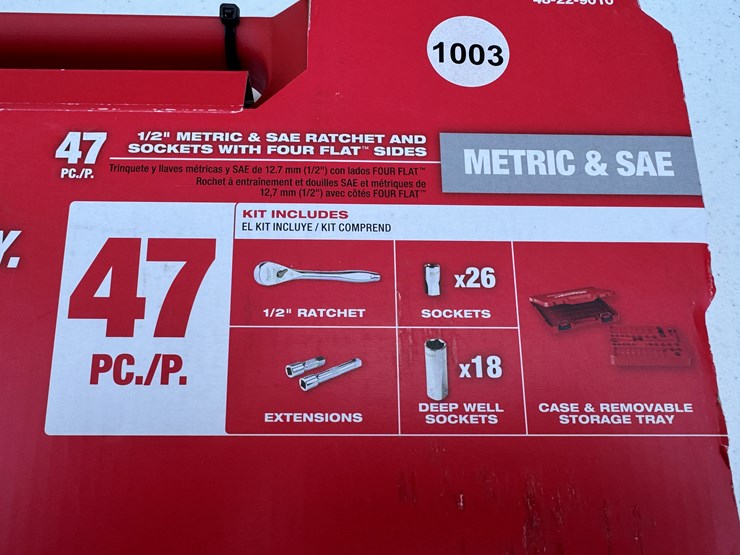 48-22-9010
1003
47
PC./P.
1/2" METRIC & SAE RATCHET AND
SOCKETS WITH FOUR FLAT™ SIDES
Trinquete y llaves métricas y SAE de 12.7 mm (1/2") con lados FOUR FLAT™
Rochet à entraînement et douilles SAE et métriques de
12,7 mm (1/2") avec côtés FOUR FLAT™
METRIC & SAE
Y.
47
PC./P.
KIT INCLUDES
EL KIT INCLUYE / KIT COMPREND
1/2" RATCHET
x26
SOCKETS
EXTENSIONS
x18
DEEP WELL
SOCKETS
CASE & REMOVABLE
STORAGE TRAY